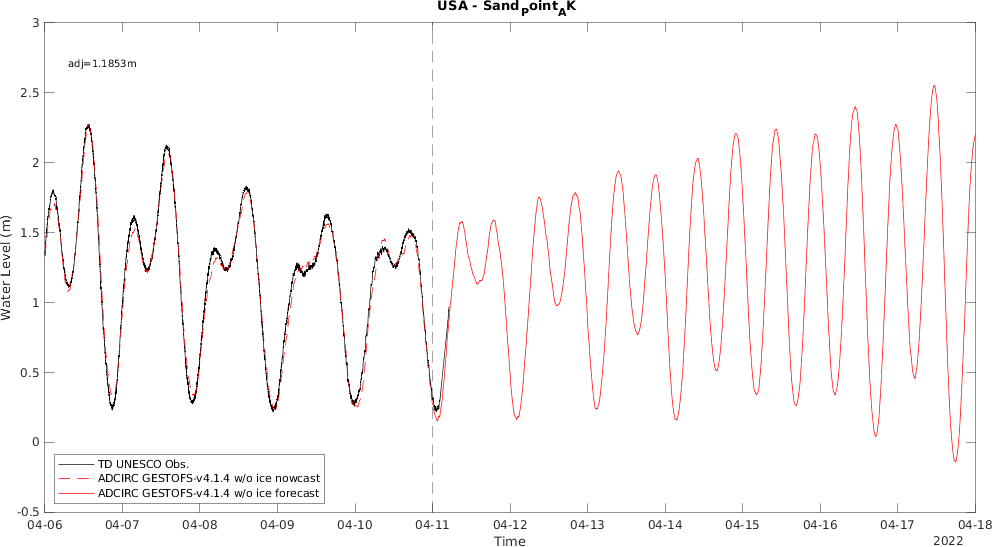 USA - SandPointAK
adj=1.1853m
Water Level (m)
3
2.5
2
1.5
1
0.5
0
-0.5
TD UNESCO Obs.
ADCIRC GESTOFS-v4.1.4 w/o ice nowcast
ADCIRC GESTOFS-v4.1.4 w/o ice forecast
04-06 04-07 04-08 04-09 04-10 04-11 04-12 04-13 04-14 04-15 04-16 04-17 04-18
Time
2022